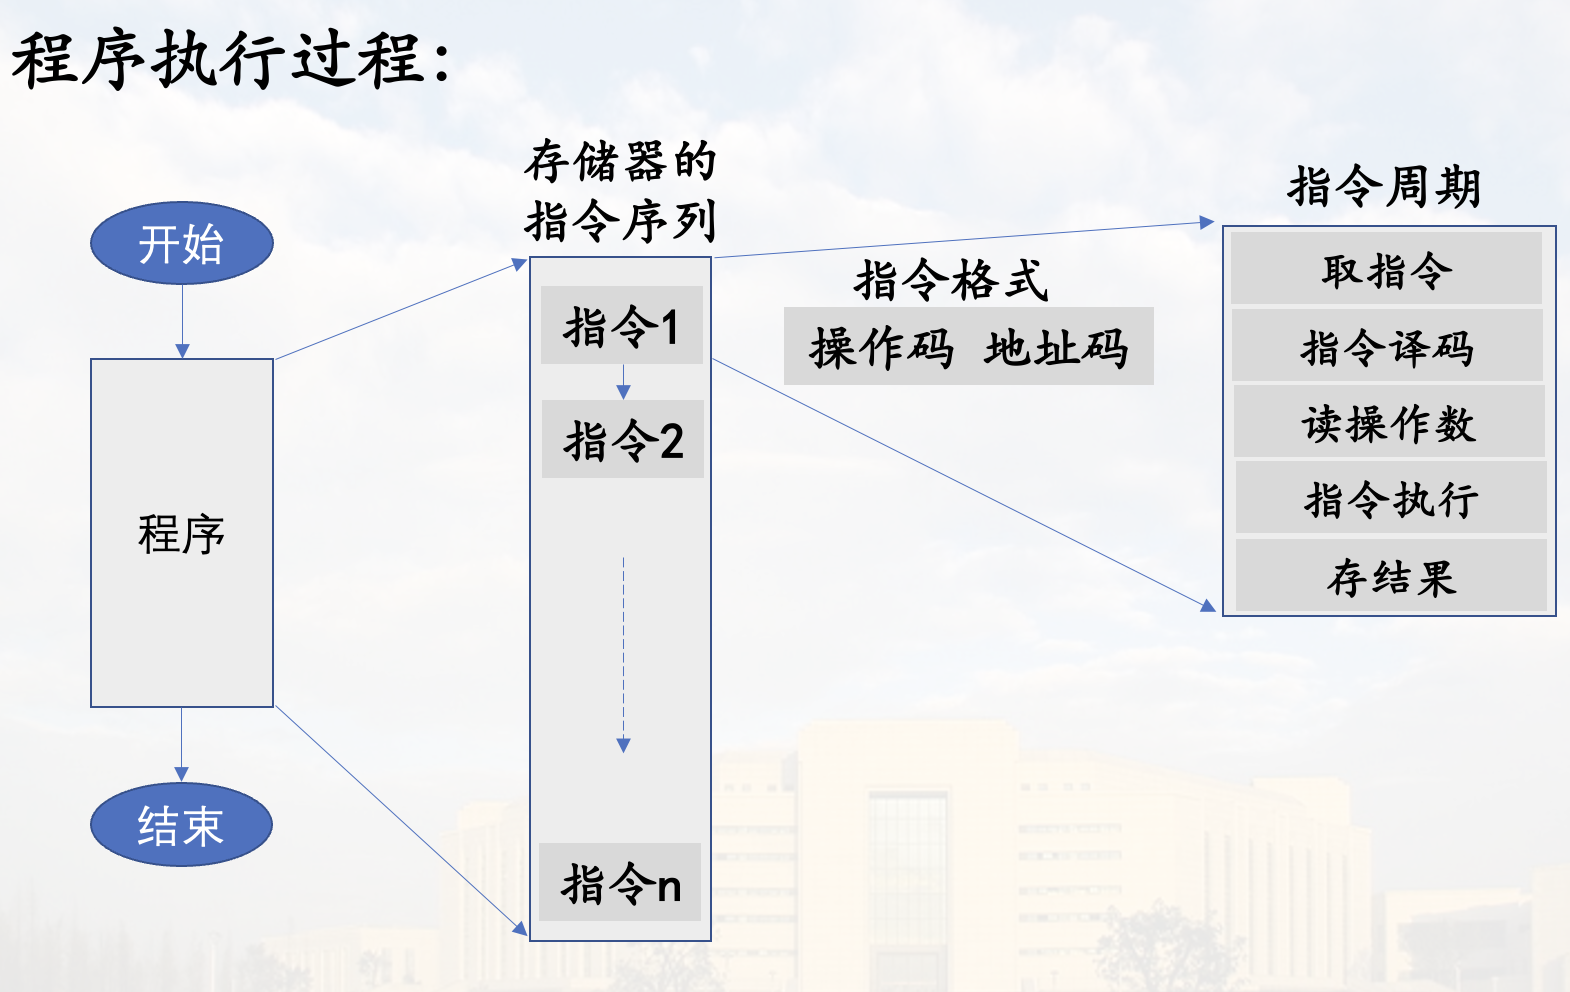 程序执行过程:
开始
程序
结束
存储器的
指令序列
指令1
指令2
指令n
指令格式
操作码 地址码
指令周期
取指令
指令译码
读操作数
指令执行
存结果